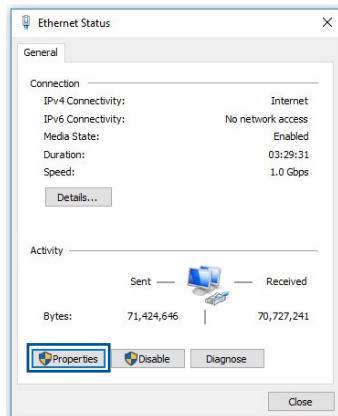 Ethernet Status
General
Connection
IPv4 Connectivity: Internet
IPv6 Connectivity: No network access
Media State: Enabled
Duration: 03:29:31
Speed: 1.0 Gbps
Details...
Activity
Sent Received
Bytes: 71,424,646 70,727,241
Properties Disable Diagnose
Close